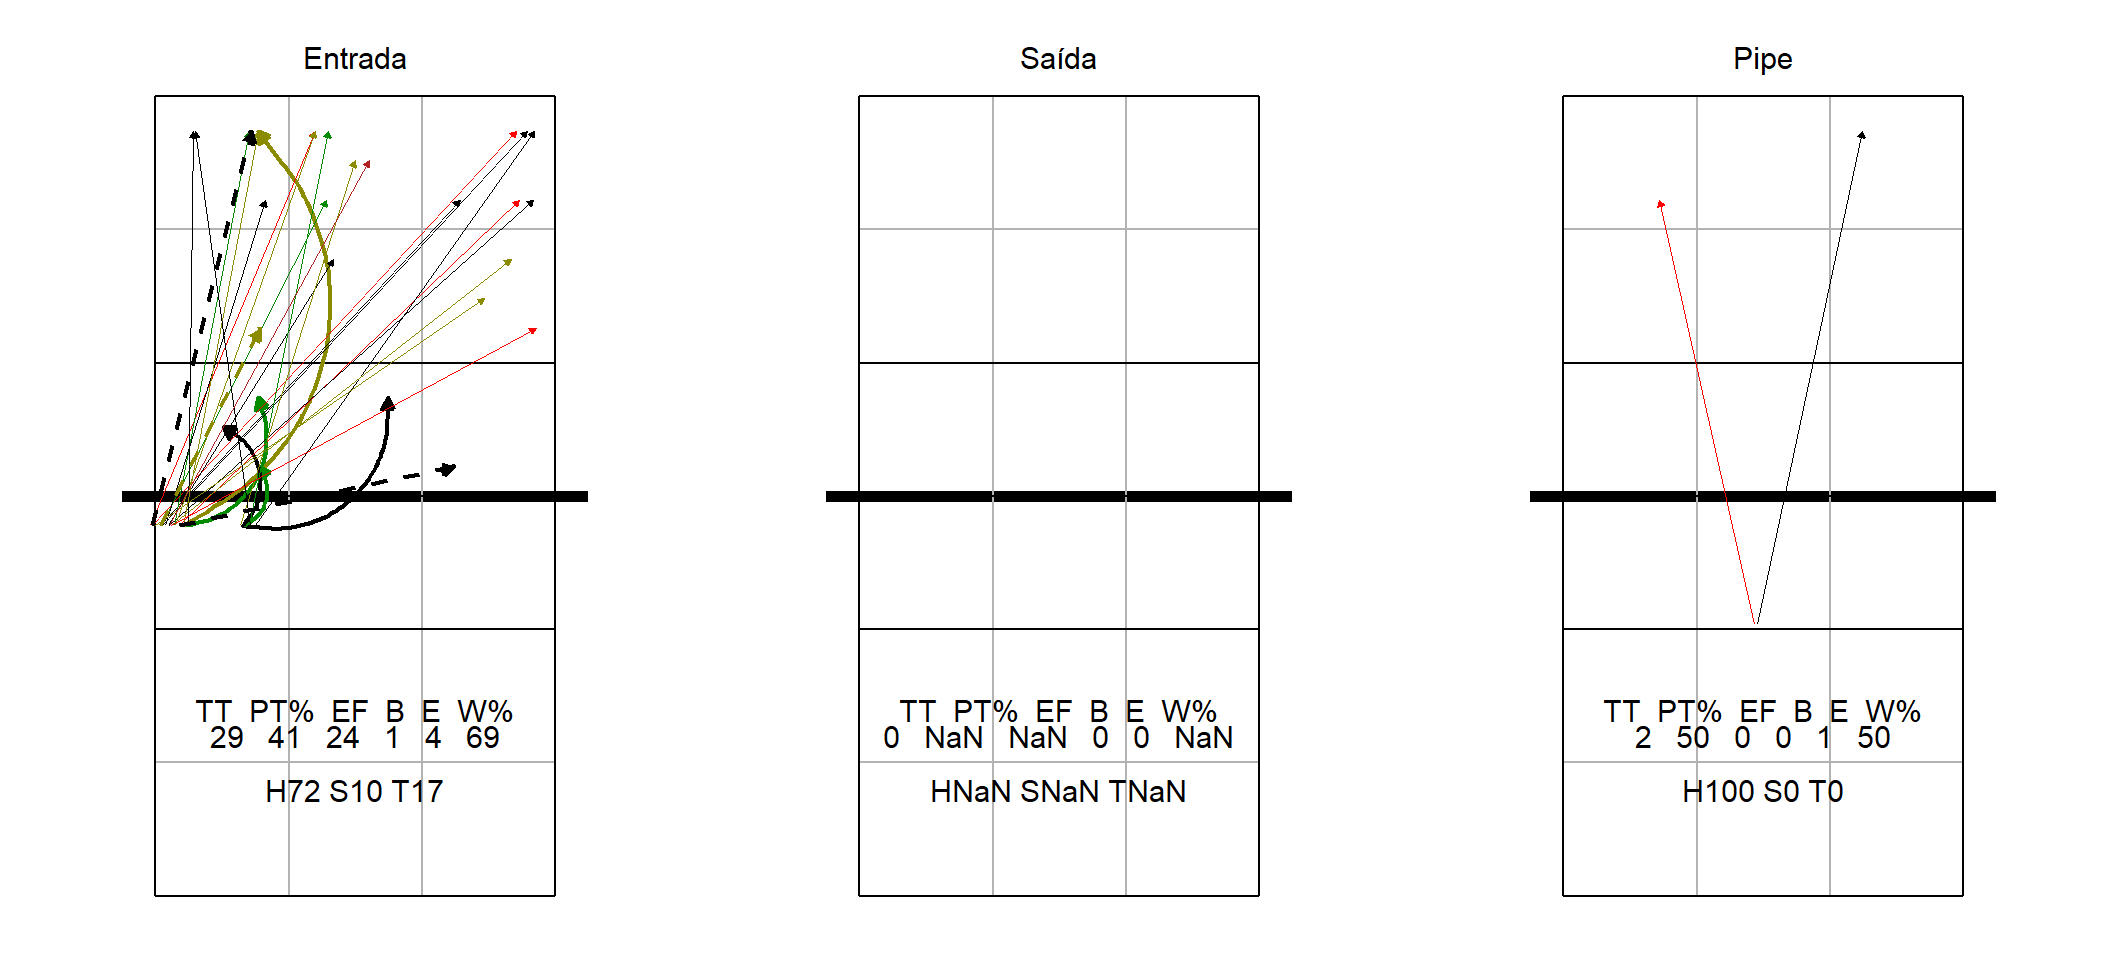 Entrada
TT PT% EF B E W%
29 41 24 1 4 69
H72 S10 T17
Saída
TT PT% EF B E W%
0 NaN NaN 0 0 NaN
HNaN SNaN TNaN
Pipe
TT PT% EF B E W%
2 50 0 0 1 50
H100 S0 T0